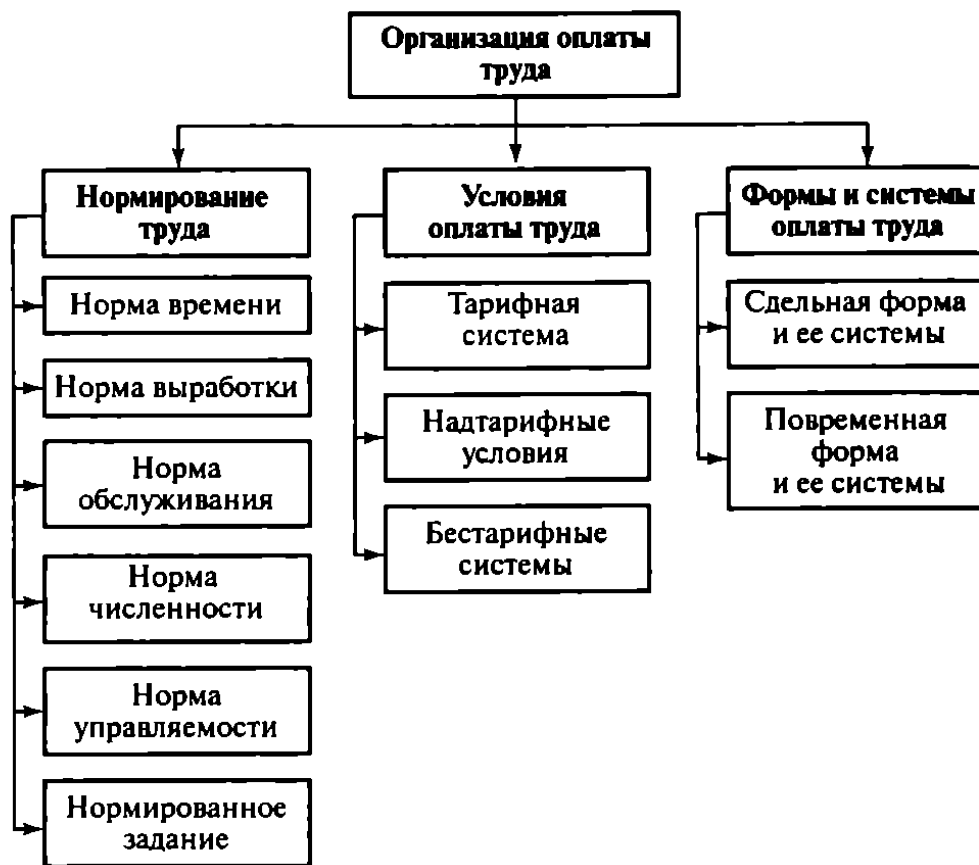 Организация оплаты
труда
Нормирование
труда
Норма времени
Норма выработки
Норма
обслуживания
Норма
численности
Норма
управляемости
Нормированное
задание
Условия
оплаты труда
Тарифная
система
Надтарифные
условия
Бестарифные
системы
Формы и системы
оплаты труда
Сдельная форма
и ее системы
Повременная
форма
и ее системы